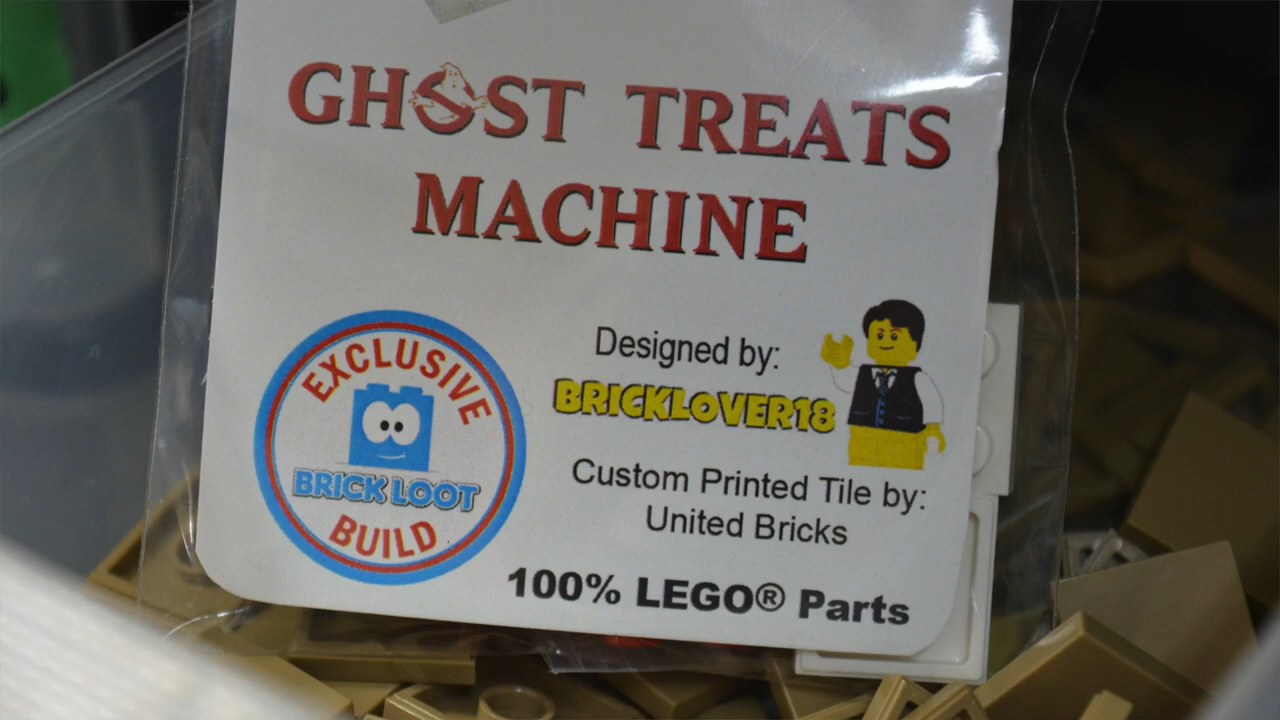 GHOST TREATS
MACHINE
EXCLUSIVE
BRICK LOOT
BUILD
Designed by:
BRICKLOVER18
Custom Printed Tile by:
United Bricks
100% LEGO® Parts